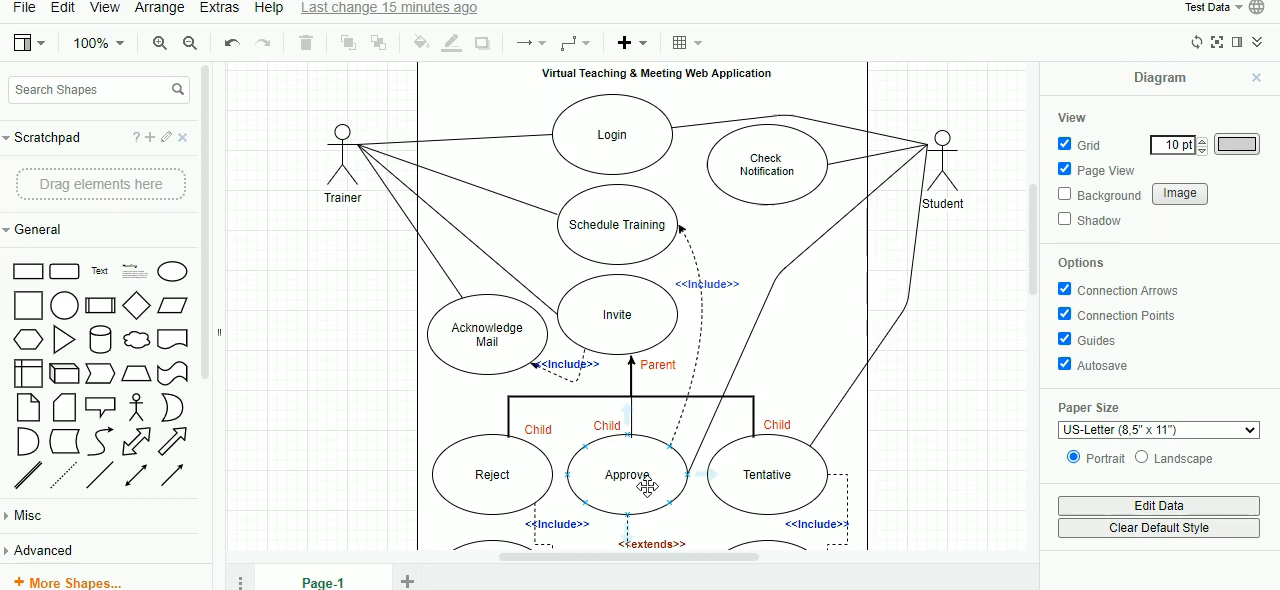 File Edit View Arrange Extras Help Last change 15 minutes ago
Test Data
100%
Search Shapes
Scratchpad
?
Drag elements here
General
Text
Heading
Misc
Advanced
+ More Shapes...
Virtual Teaching & Meeting Web Application
Trainer
Student
Login
Check
Notification
Schedule Training
<<Include>>
Invite
Acknowledge
Mail
<<Include>>
Parent
Child
Child
Child
Reject
Approve
Tentative
<<Include>>
<<Include>>
<<extends>>
Page-1
Diagram
View
Grid
10 pt
Page View
Background
Image
Shadow
Options
Connection Arrows
Connection Points
Guides
Autosave
Paper Size
US-Letter (8,5" x 11")
Portrait Landscape
Edit Data
Clear Default Style